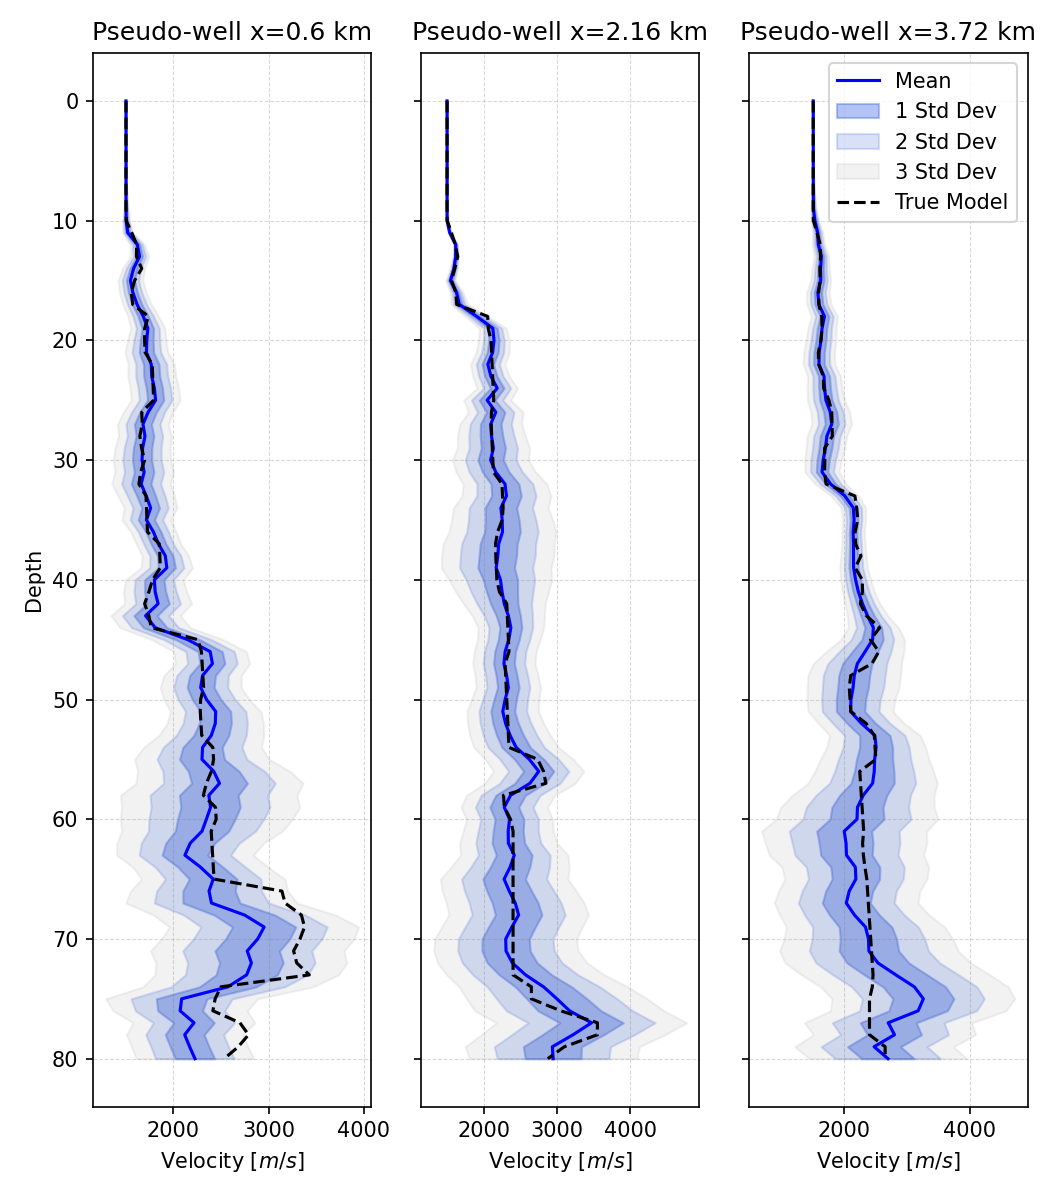 Pseudo-well x=0.6 km
Pseudo-well x=2.16 km
Pseudo-well x=3.72 km
Mean
1 Std Dev
2 Std Dev
3 Std Dev
True Model
Depth
0
10
20
30
40
50
60
70
80
2000 3000 4000
2000 3000 4000
2000 4000
Velocity [m/s]
Velocity [m/s]
Velocity [m/s]